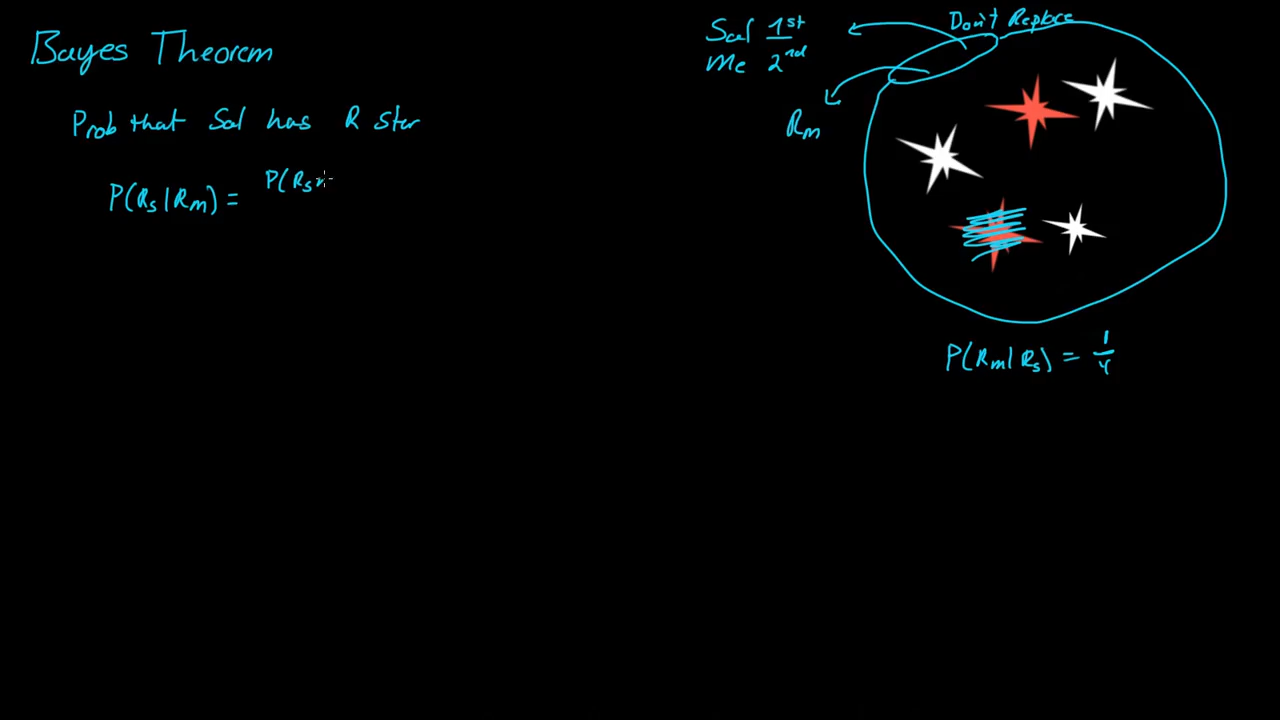 Bayes Theorem
Sal 1st
Me 2nd
Don't Replace
Prob that Sal has R Star
Rm
P(Rs|Rm) =
P(Rs
P(Rm|Rs) = 1/4